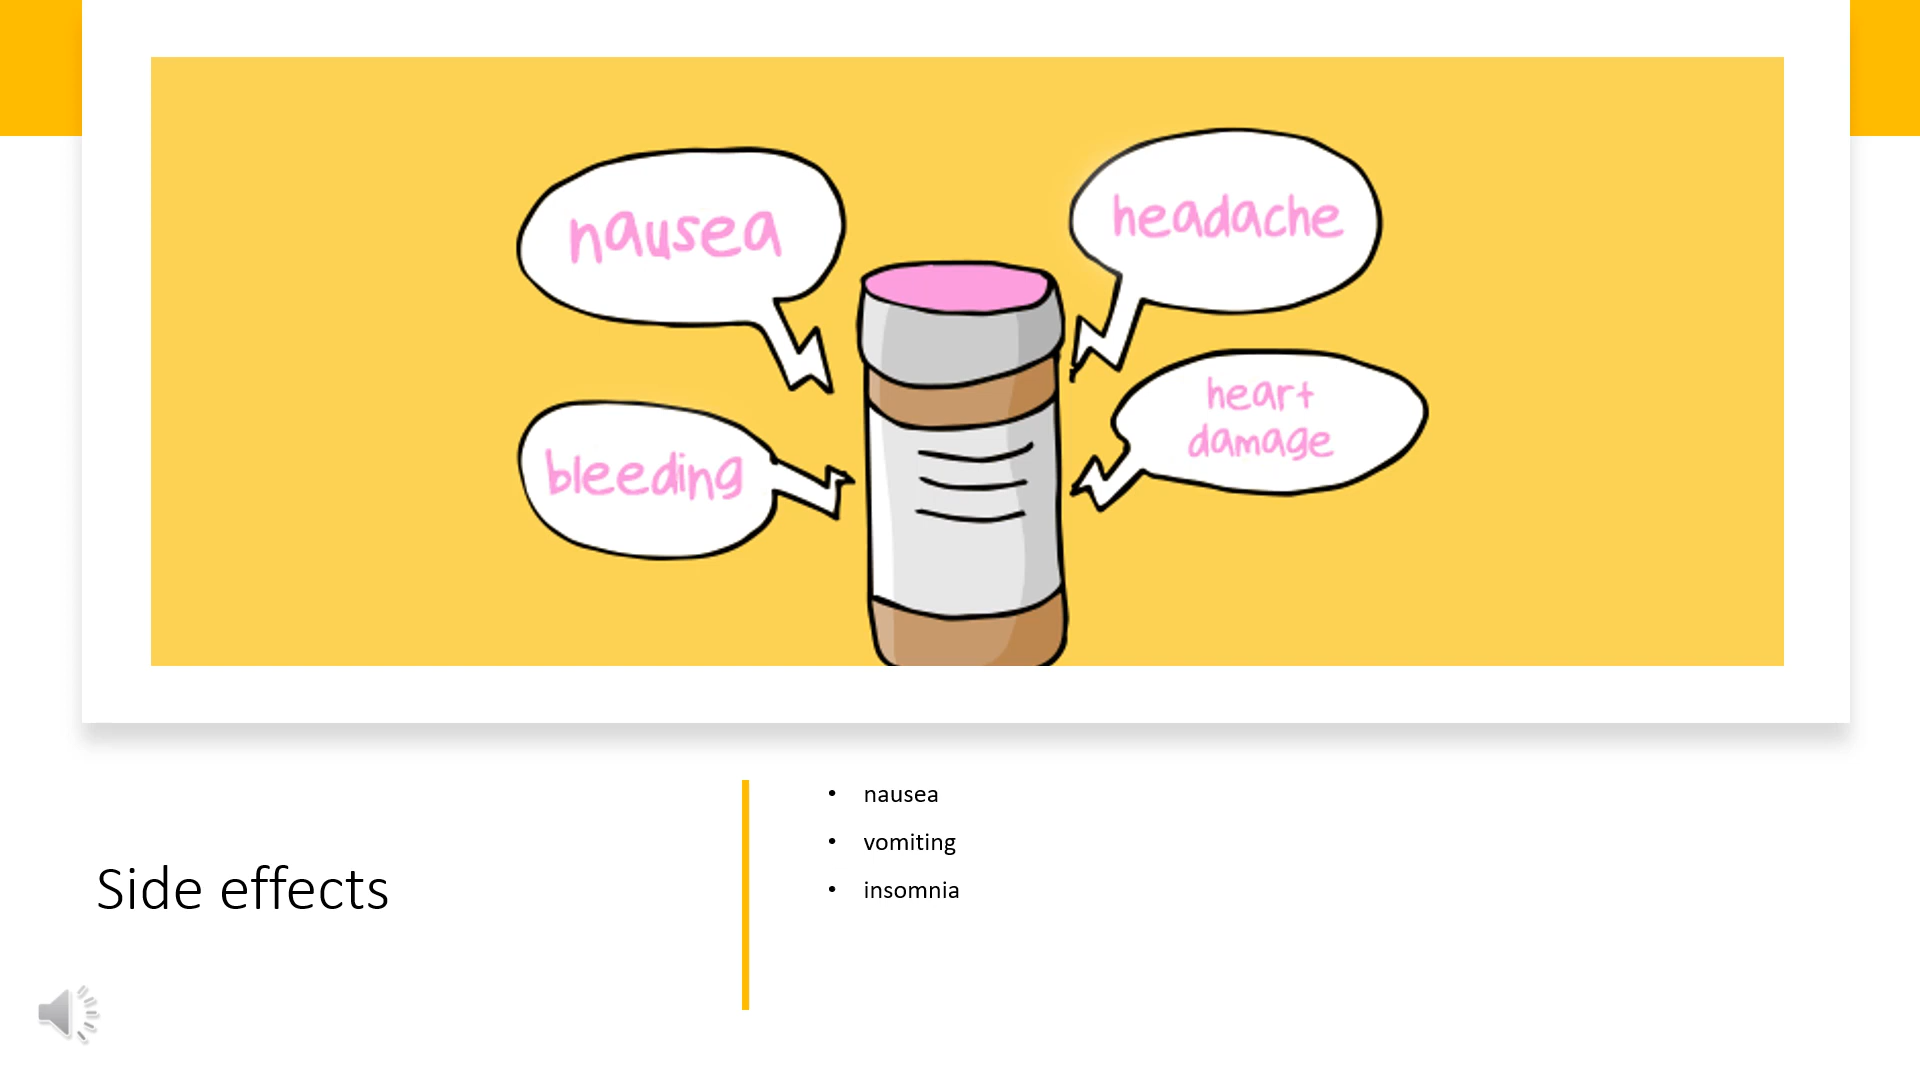 nausea
headache
bleeding
heart
damage
Side effects
• nausea
• vomiting
• insomnia